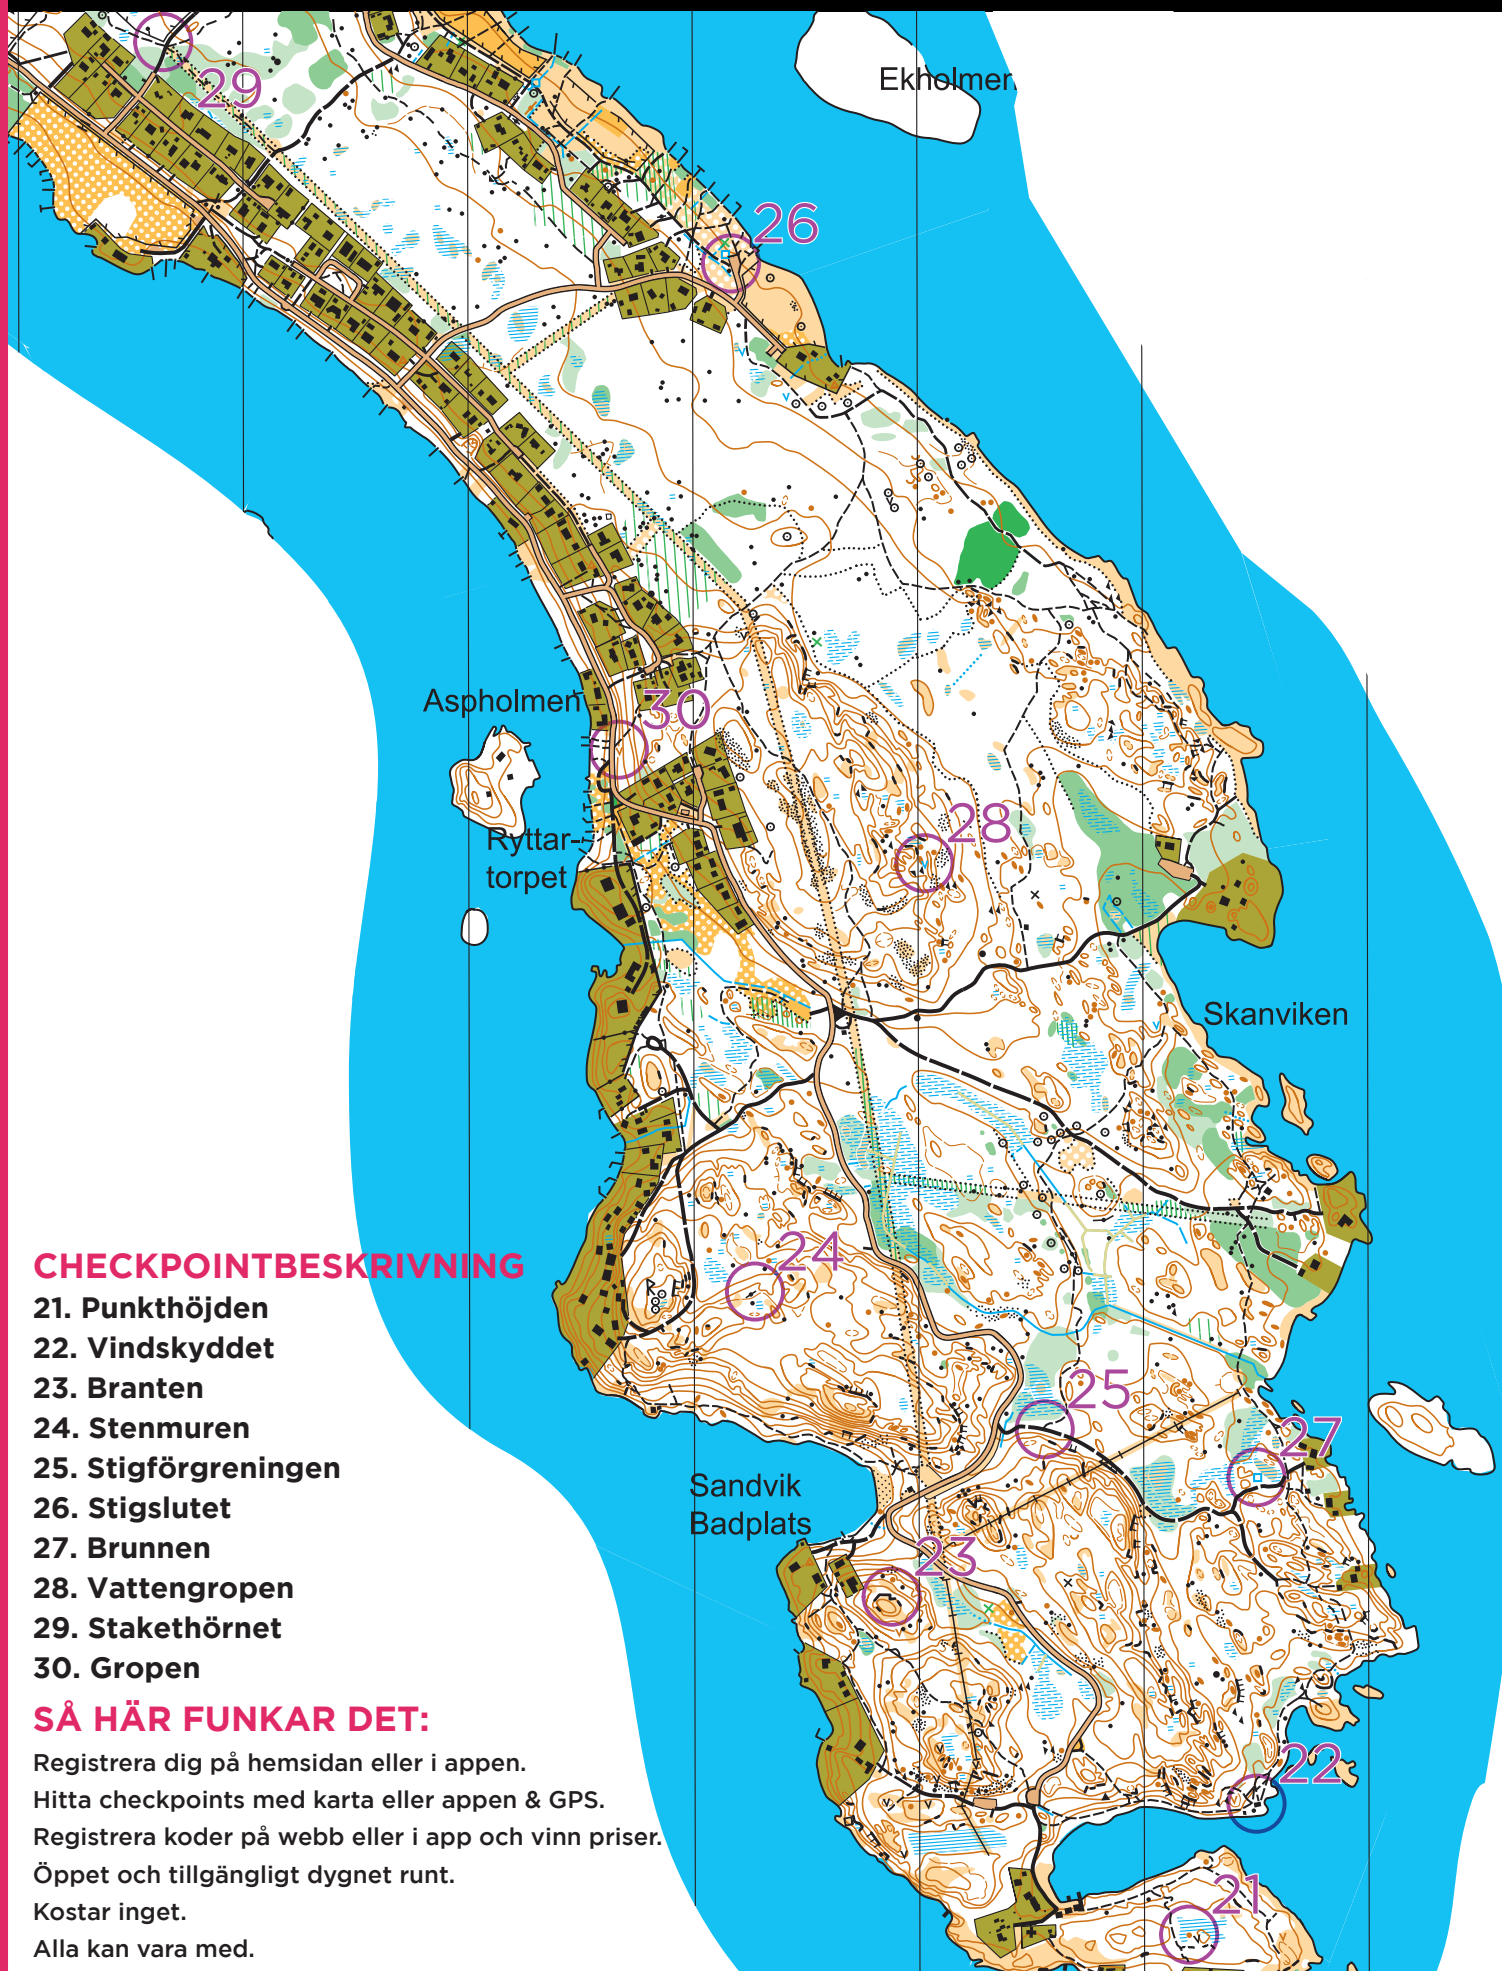 29
Ekholmen
26
Aspholmen
30
Ryttar-
torpet
28
Skanviken
24
CHECKPOINTBESKRIVNING
21. Punkthöjden
22. Vindskyddet
23. Branten
24. Stenmuren
25. Stigförgreningen
26. Stigslutet
27. Brunnen
28. Vattengropen
29. Stakethörnet
30. Gropen
SÅ HÄR FUNKAR DET:
Registrera dig på hemsidan eller i appen.
Hitta checkpoints med karta eller appen & GPS.
Registrera koder på webb eller i app och vinn priser.
Öppet och tillgängligt dygnet runt.
Kostar inget.
Alla kan vara med.
25
27
Sandvik
Badplats
23
22
21